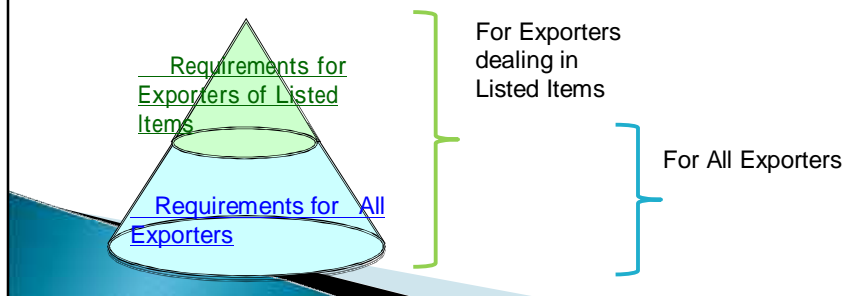 Requirements for
Exporters of Listed
Items
Requirements for All
Exporters
For Exporters
dealing in
Listed Items
For All Exporters